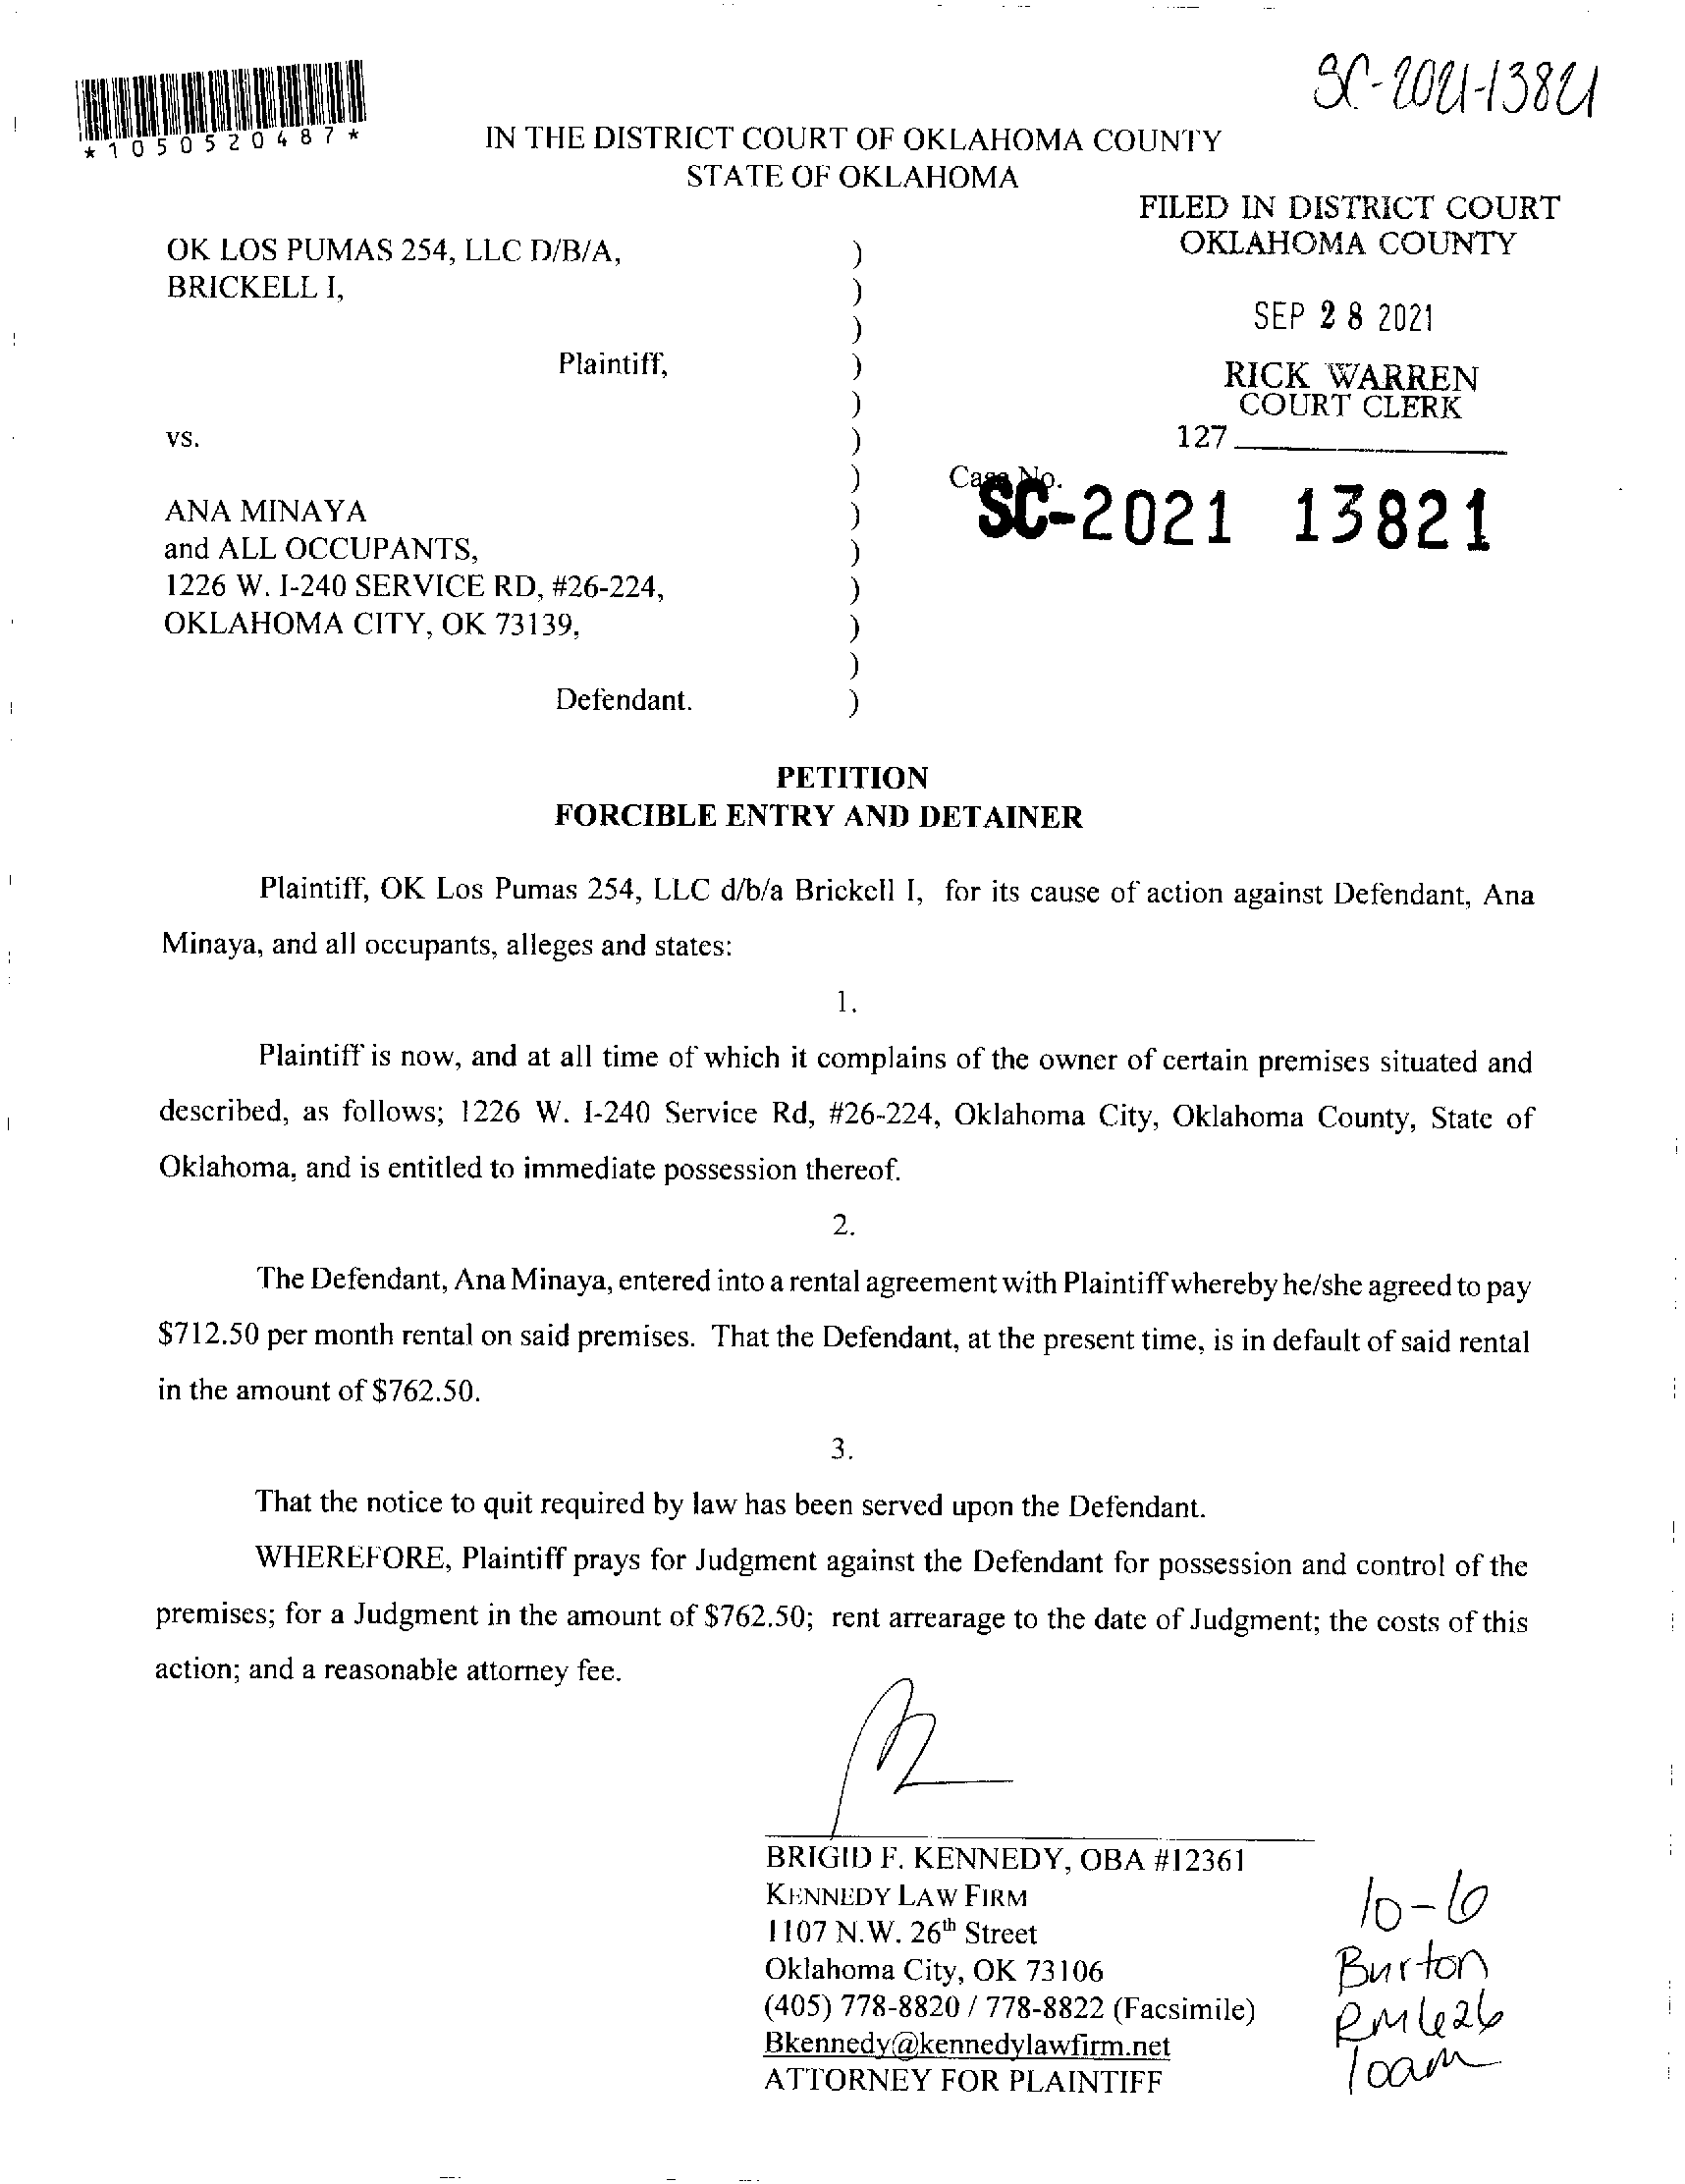 SC-2021-13821
*1050520487*
IN THE DISTRICT COURT OF OKLAHOMA COUNTY
STATE OF OKLAHOMA
FILED IN DISTRICT COURT
OKLAHOMA COUNTY
SEP 28 2021
RICK WARREN
COURT CLERK
127
OK LOS PUMAS 254, LLC D/B/A, )
BRICKELL I, )
)
Plaintiff, )
)
vs. )
) Case No.
SC-2021 13821
ANA MINAYA )
and ALL OCCUPANTS, )
1226 W. I-240 SERVICE RD, #26-224, )
OKLAHOMA CITY, OK 73139, )
)
Defendant. )
PETITION
FORCIBLE ENTRY AND DETAINER
Plaintiff, OK Los Pumas 254, LLC d/b/a Brickell I, for its cause of action against Defendant, Ana
Minaya, and all occupants, alleges and states:
1.
Plaintiff is now, and at all time of which it complains of the owner of certain premises situated and
described, as follows; 1226 W. I-240 Service Rd, #26-224, Oklahoma City, Oklahoma County, State of
Oklahoma, and is entitled to immediate possession thereof.
2.
The Defendant, Ana Minaya, entered into a rental agreement with Plaintiff whereby he/she agreed to pay
$712.50 per month rental on said premises. That the Defendant, at the present time, is in default of said rental
in the amount of $762.50.
3.
That the notice to quit required by law has been served upon the Defendant.
WHEREFORE, Plaintiff prays for Judgment against the Defendant for possession and control of the
premises; for a Judgment in the amount of $762.50; rent arrearage to the date of Judgment; the costs of this
action; and a reasonable attorney fee.
BRIGID F. KENNEDY, OBA #12361
KENNEDY LAW FIRM
1107 N.W. 26th Street
Oklahoma City, OK 73106
(405) 778-8820 / 778-8822 (Facsimile)
Bkennedy@kennedylawfirm.net
ATTORNEY FOR PLAINTIFF
10-6
Burton
RM626
10am